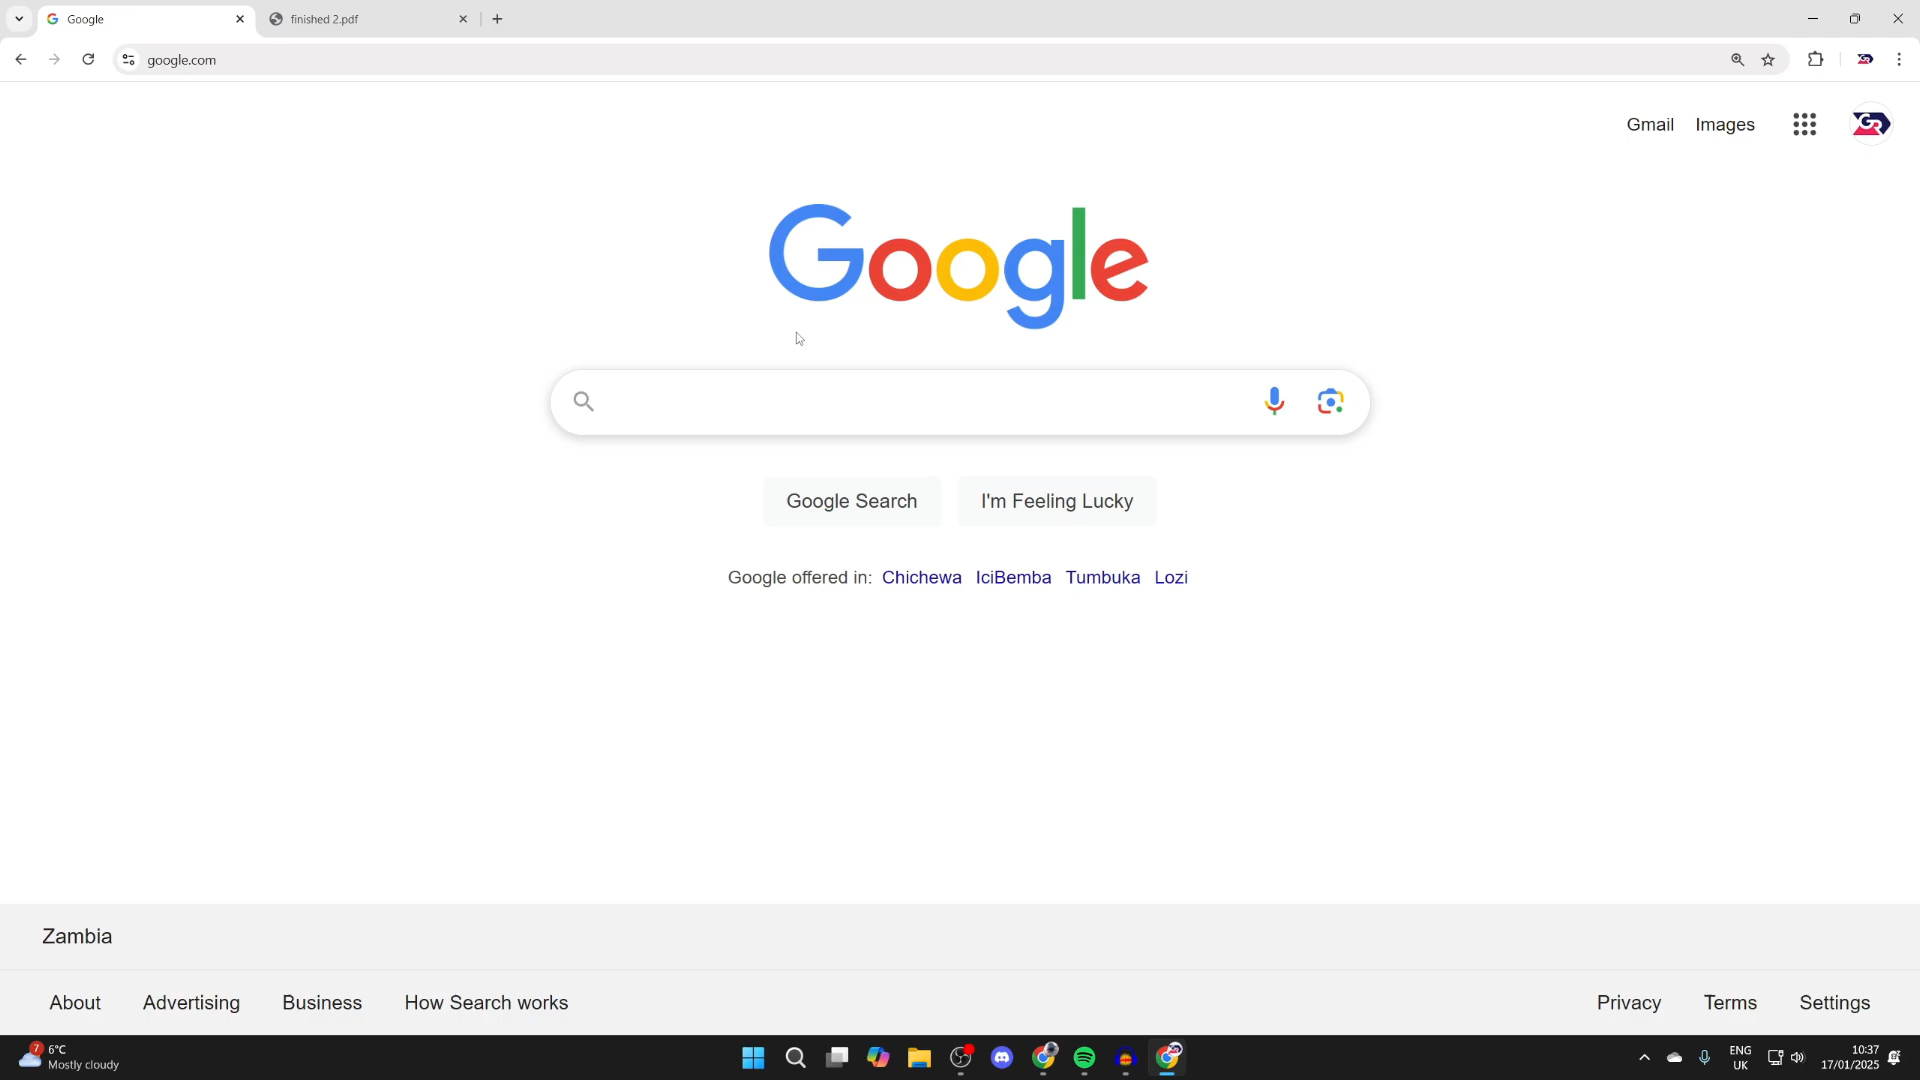 Google
finished 2.pdf
google.com
Gmail Images
Google
Google Search I'm Feeling Lucky
Google offered in: Chichewa IciBemba Tumbuka Lozi
Zambia
About Advertising Business How Search works Privacy Terms Settings
7
6°C
Mostly cloudy
ENG
UK
10:37
17/01/2025